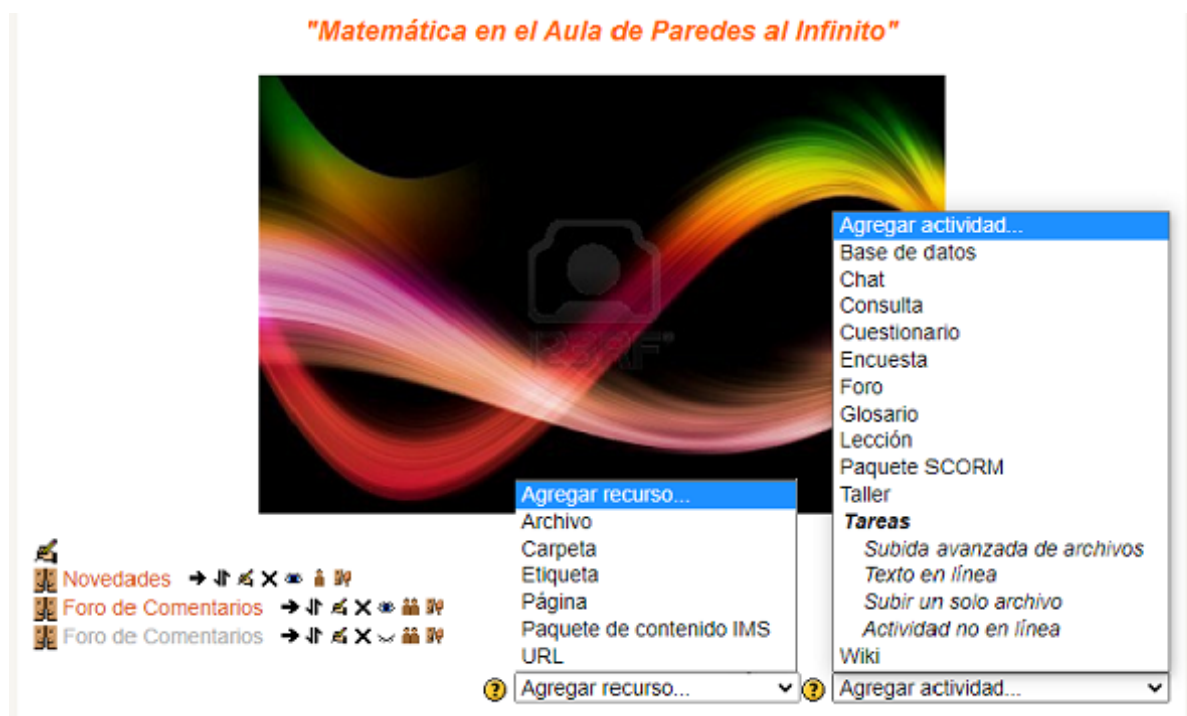 "Matemática en el Aula de Paredes al Infinito"
123RF
Agregar actividad...
Base de datos
Chat
Consulta
Cuestionario
Encuesta
Foro
Glosario
Lección
Paquete SCORM
Taller
Tareas
Subida avanzada de archivos
Texto en línea
Subir un solo archivo
Actividad no en línea
Wiki
Agregar recurso...
Archivo
Carpeta
Etiqueta
Página
Paquete de contenido IMS
URL
Novedades
Foro de Comentarios
Foro de Comentarios
? Agregar recurso... ? Agregar actividad...